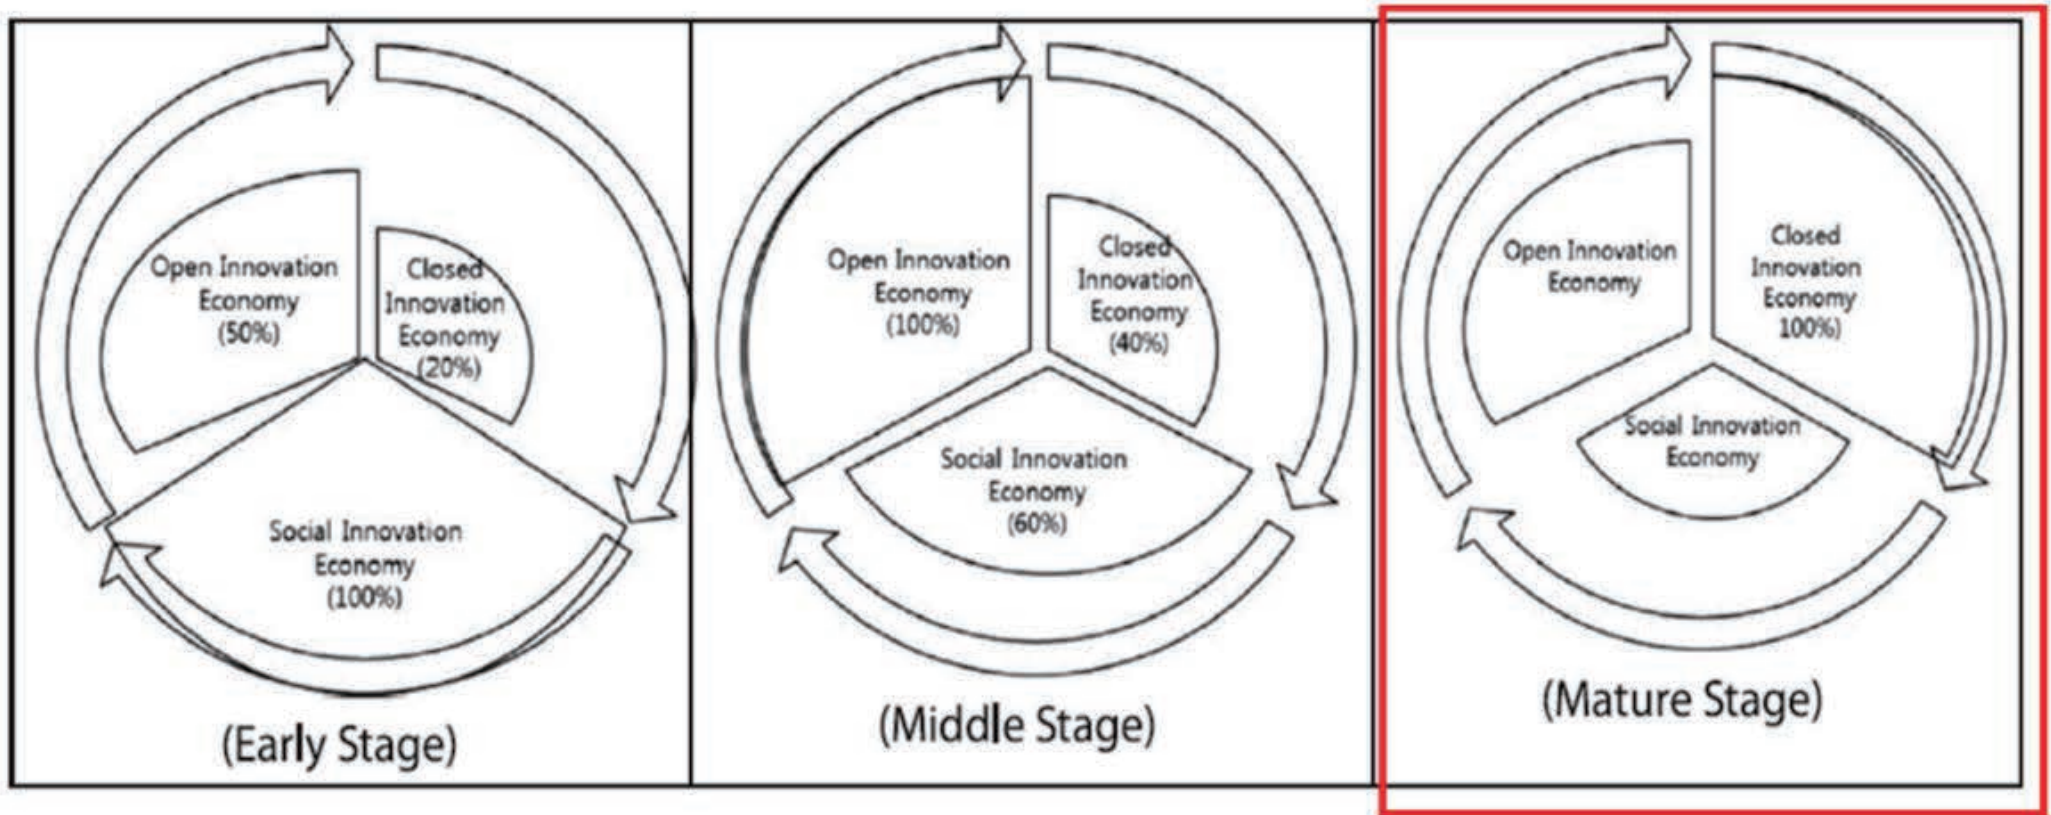 Open Innovation
Economy
(50%)
Closed
Innovation
Economy
(20%)
Social Innovation
Economy
(100%)
(Early Stage)
Open Innovation
Economy
(100%)
Closed
Innovation
Economy
(40%)
Social Innovation
Economy
(60%)
(Middle Stage)
Open Innovation
Economy
Closed
Innovation
Economy
100%)
Social Innovation
Economy
(Mature Stage)